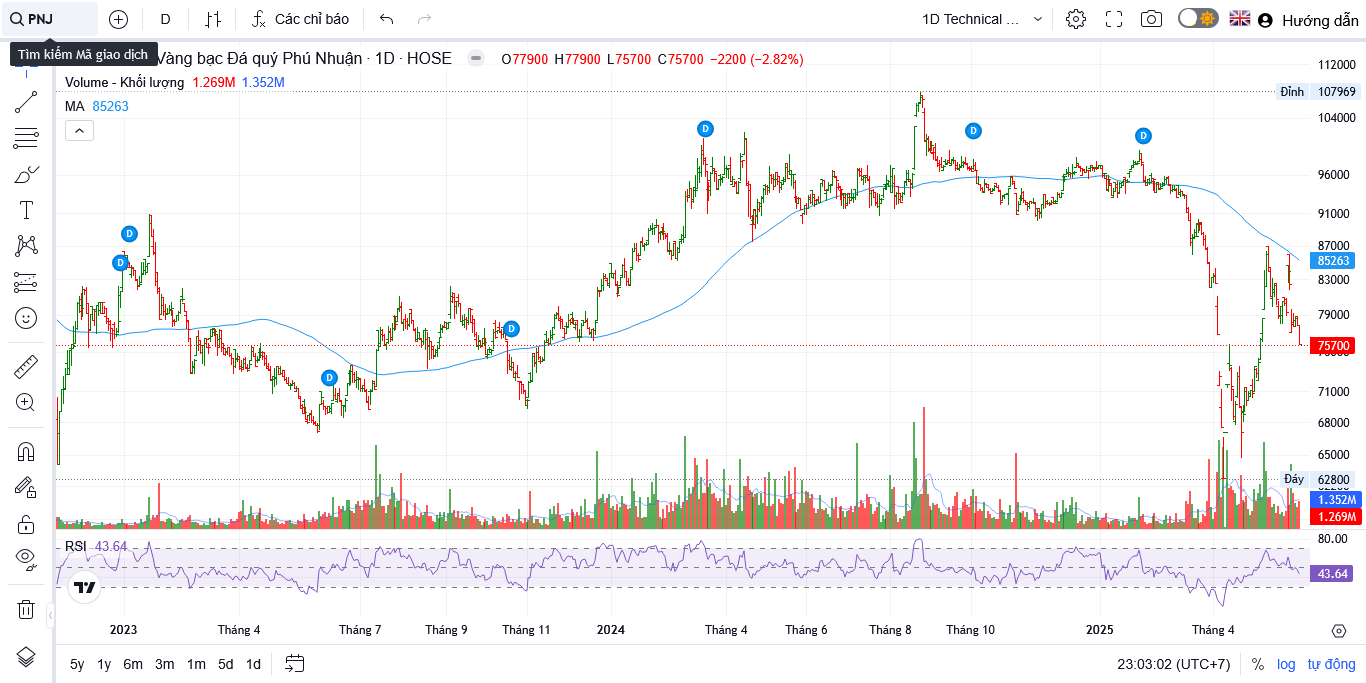 PNJ
D
Các chỉ báo
1D Technical ...
Hướng dẫn
Tìm kiếm Mã giao dịch
Vàng bạc Đá quý Phú Nhuận · 1D · HOSE
O77900 H77900 L75700 C75700 −2200 (−2.82%)
Volume - Khối lượng 1.269M 1.352M
MA 85263
112000
Đỉnh 107969
104000
96000
91000
87000
85263
83000
79000
75700
75000
71000
68000
65000
Đáy 62800
1.352M
1.269M
D
D
D
D
D
D
D
RSI 43.64
80.00
43.64
2023
Tháng 4
Tháng 7
Tháng 9
Tháng 11
2024
Tháng 4
Tháng 6
Tháng 8
Tháng 10
2025
Tháng 4
5y 1y 6m 3m 1m 5d 1d
23:03:02 (UTC+7)
% log tự động